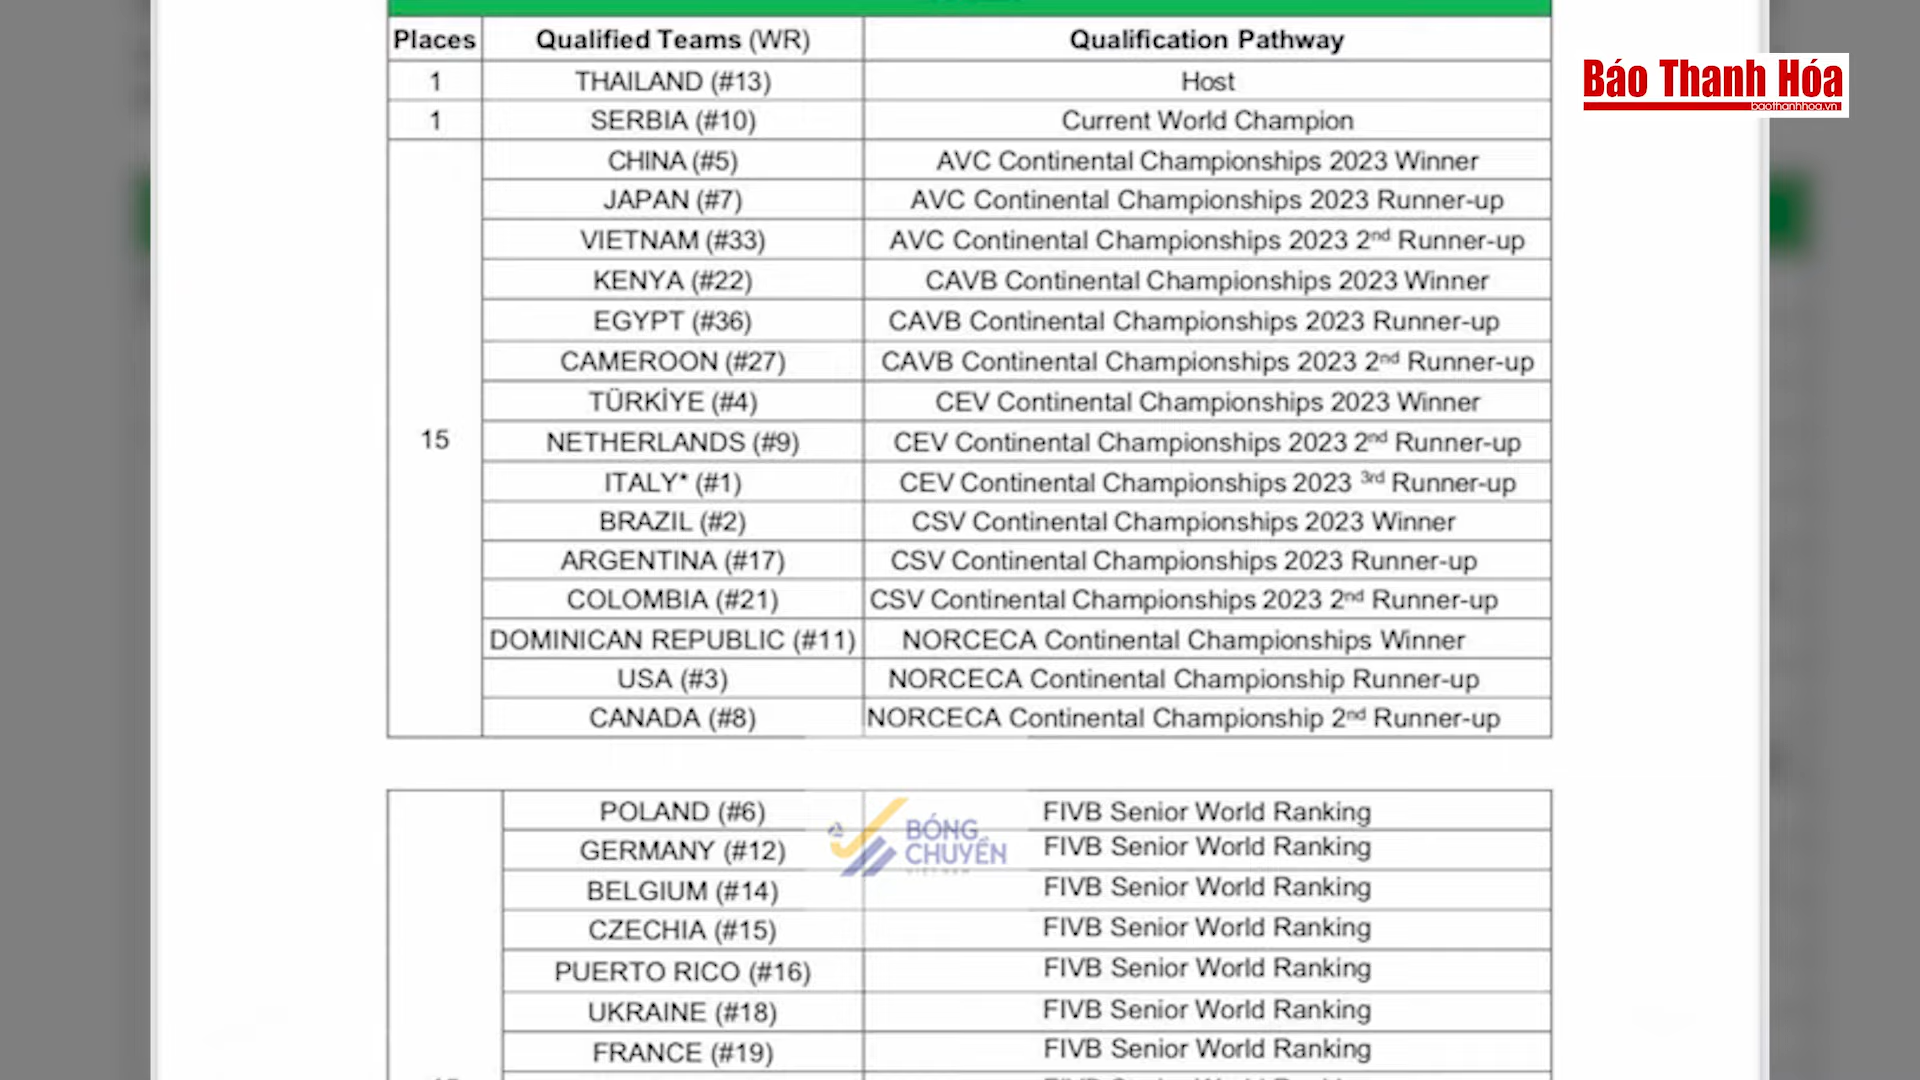 Places Qualified Teams (WR) Qualification Pathway
1 THAILAND (#13) Host
1 SERBIA (#10) Current World Champion
CHINA (#5) AVC Continental Championships 2023 Winner
JAPAN (#7) AVC Continental Championships 2023 Runner-up
VIETNAM (#33) AVC Continental Championships 2023 2nd Runner-up
KENYA (#22) CAVB Continental Championships 2023 Winner
EGYPT (#36) CAVB Continental Championships 2023 Runner-up
CAMEROON (#27) CAVB Continental Championships 2023 2nd Runner-up
TÜRKİYE (#4) CEV Continental Championships 2023 Winner
15 NETHERLANDS (#9) CEV Continental Championships 2023 2nd Runner-up
ITALY* (#1) CEV Continental Championships 2023 3rd Runner-up
BRAZIL (#2) CSV Continental Championships 2023 Winner
ARGENTINA (#17) CSV Continental Championships 2023 Runner-up
COLOMBIA (#21) CSV Continental Championships 2023 2nd Runner-up
DOMINICAN REPUBLIC (#11) NORCECA Continental Championships Winner
USA (#3) NORCECA Continental Championship Runner-up
CANADA (#8) NORCECA Continental Championship 2nd Runner-up
POLAND (#6) FIVB Senior World Ranking
GERMANY (#12) FIVB Senior World Ranking
BELGIUM (#14) FIVB Senior World Ranking
CZECHIA (#15) FIVB Senior World Ranking
PUERTO RICO (#16) FIVB Senior World Ranking
UKRAINE (#18) FIVB Senior World Ranking
FRANCE (#19) FIVB Senior World Ranking
BÓNG
CHUYỀN
Báo Thanh Hóa
baothanhhoa.vn